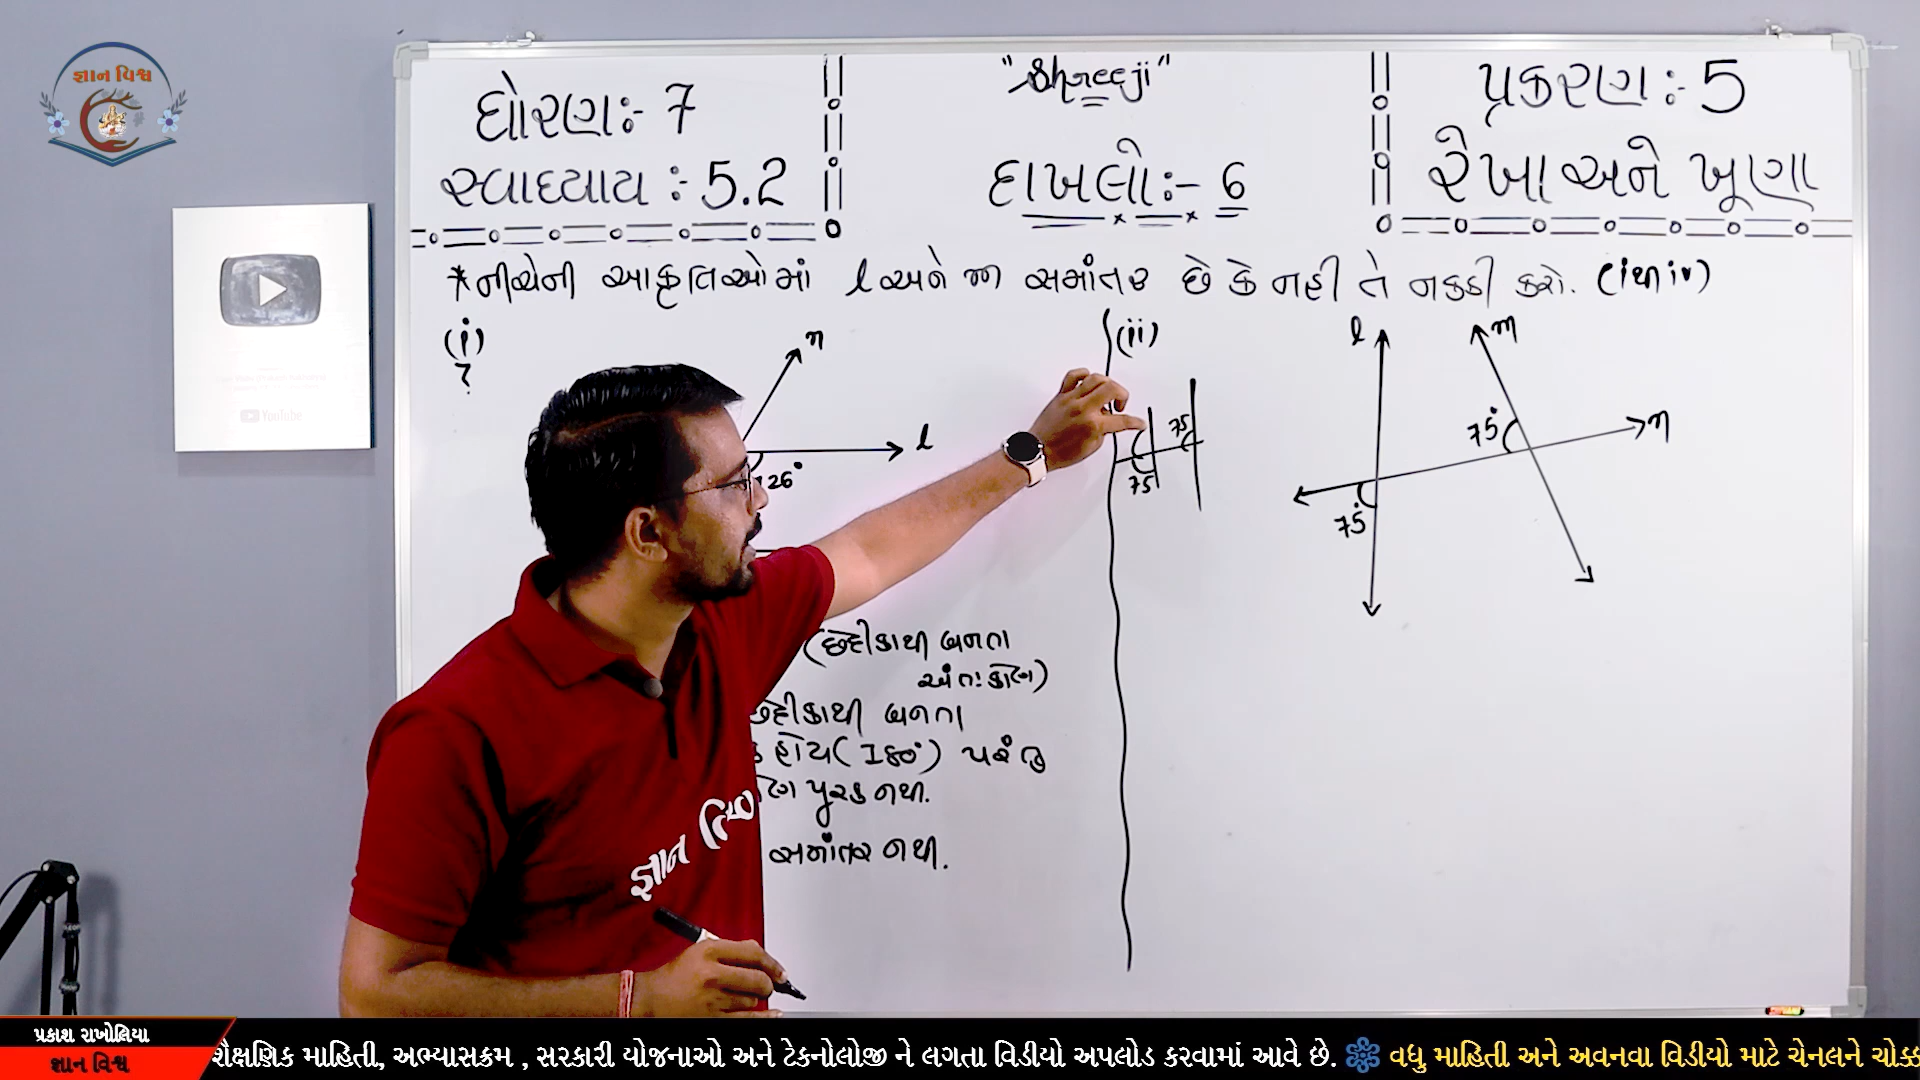 જ્ઞાન વિશ્વ
ધોરણઃ- 7
સ્વાધ્યાય :- 5.2
"Shreeji"
દાખલોઃ- 6
પ્રકરણ :- 5
રેખા અને ખૂણા
* નીચેની આકૃતિઓમાં l અને m સમાંતર છે કે નહી તે નક્કી કરો. (i થી iv)
(i)
n
l
126°
(છેદીકાથી બનતા
અંતઃકોણ)
છેદીકાથી બનતા
હોય (180°) પરંતુ
પૂરક નથી.
સમાંતર નથી.
(ii)
75
75
l
m
n
75°
75°
YouTube
જ્ઞાન વિશ્વ
પ્રકાશ રાખોલિયા
જ્ઞાન વિશ્વ
શૈક્ષણિક માહિતી, અભ્યાસક્રમ , સરકારી યોજનાઓ અને ટેકનોલોજી ને લગતા વિડીયો અપલોડ કરવામાં આવે છે. વધુ માહિતી અને અવનવા વિડીયો માટે ચેનલને